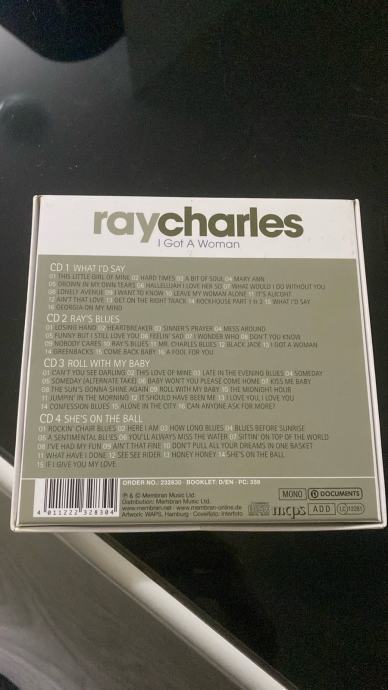 raycharles
I Got A Woman
CD 1 WHAT I'D SAY
01 THIS LITTLE GIRL OF MINE 02 HARD TIMES 03 A BIT OF SOUL 04 MARY ANN
05 DROWN IN MY OWN TEARS 06 HALLELUJAH I LOVE HER SO 07 WHAT WOULD I DO WITHOUT YOU
08 LONELY AVENUE 09 I WANT TO KNOW 10 LEAVE MY WOMAN ALONE 11 IT'S ALRIGHT
12 AIN'T THAT LOVE 13 GET ON THE RIGHT TRACK 14 ROCKHOUSE PART 1 & 2 15 WHAT I'D SAY
16 GEORGIA ON MY MIND
CD 2 RAY'S BLUES
01 LOSING HAND 02 HEARTBREAKER 03 SINNER'S PRAYER 04 MESS AROUND
05 FUNNY BUT I STILL LOVE YOU 06 FEELIN' SAD 07 I WONDER WHO 08 DON'T YOU KNOW
09 NOBODY CARES 10 RAY'S BLUES 11 MR. CHARLES BLUES 12 BLACK JACK 13 I GOT A WOMAN
14 GREENBACKS 15 COME BACK BABY 16 A FOOL FOR YOU
CD 3 ROLL WITH MY BABY
01 CAN'T YOU SEE DARLING 02 THIS LOVE OF MINE 03 LATE IN THE EVENING BLUES 04 SOMEDAY
05 SOMEDAY (ALTERNATE TAKE) 06 BABY WON'T YOU PLEASE COME HOME 07 KISS ME BABY
08 THE SUN'S GONNA SHINE AGAIN 09 ROLL WITH MY BABY 10 THE MIDNIGHT HOUR
11 JUMPIN' IN THE MORNING 12 IT SHOULD HAVE BEEN ME 13 I LOVE YOU, I LOVE YOU
14 CONFESSION BLUES 15 ALONE IN THE CITY 16 CAN ANYONE ASK FOR MORE?
CD 4 SHE'S ON THE BALL
01 ROCKIN' CHAIR BLUES 02 HERE I AM 03 HOW LONG BLUES 04 BLUES BEFORE SUNRISE
05 A SENTIMENTAL BLUES 06 YOU'LL ALWAYS MISS THE WATER 07 SITTIN' ON TOP OF THE WORLD
08 I'VE HAD MY FUN 09 AIN'T THAT FINE 10 DON'T PULL ALL YOUR DREAMS IN ONE BASKET
11 WHAT HAVE I DONE 12 SEE SEE RIDER 13 HONEY HONEY 14 SHE'S ON THE BALL
15 IF I GIVE YOU MY LOVE
ORDER NO. 232830 BOOKLET: D/EN · PC: 359
℗ & © Membran Music Ltd.
Distribution: Membran Music Ltd.
www.membran.net · www.membran-online.de
Artwork: WAPS, Hamburg · Coverfoto: Interfoto
MONO DOCUMENTS
mcps ADD LC 12281
4 011222 328304